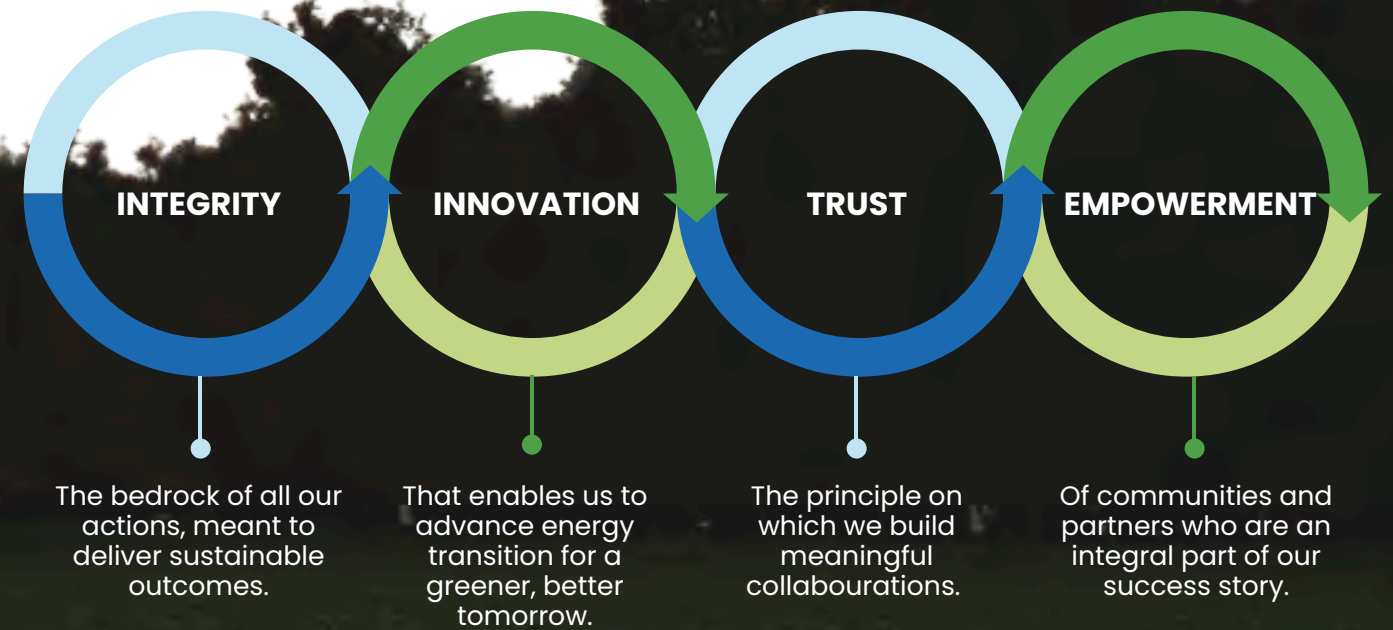 INTEGRITY
INNOVATION
TRUST
EMPOWERMENT
The bedrock of all our
actions, meant to
deliver sustainable
outcomes.
That enables us to
advance energy
transition for a
greener, better
tomorrow.
The principle on
which we build
meaningful
collabourations.
Of communities and
partners who are an
integral part of our
success story.